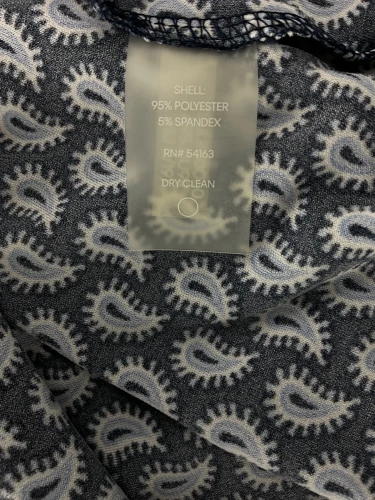 SHELL:
95% POLYESTER
5% SPANDEX
RN# 54163
DRY CLEAN